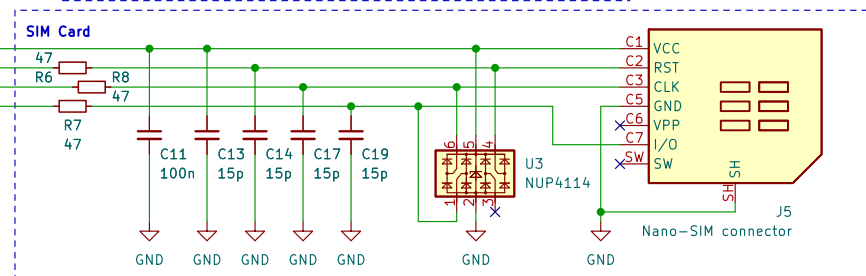 SIM Card
47
R6
R8
47
R7
47
C11
100n
C13
15p
C14
15p
C17
15p
C19
15p
6
5
4
1
2
3
U3
NUP4114
C1
VCC
C2
RST
C3
CLK
C5
GND
C6
VPP
C7
I/O
SW
SW
SH
SH
J5
Nano-SIM connector
GND
GND
GND
GND
GND
GND
GND